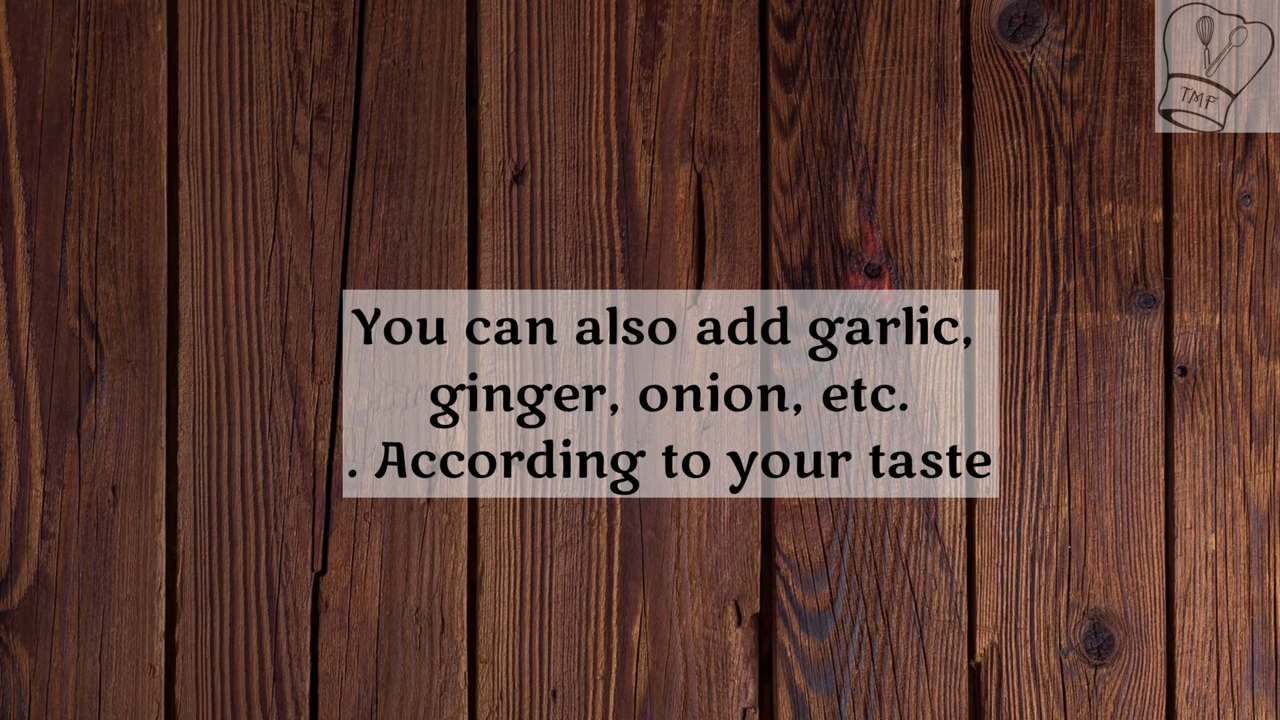 TMF
You can also add garlic,
ginger, onion, etc.
. According to your taste